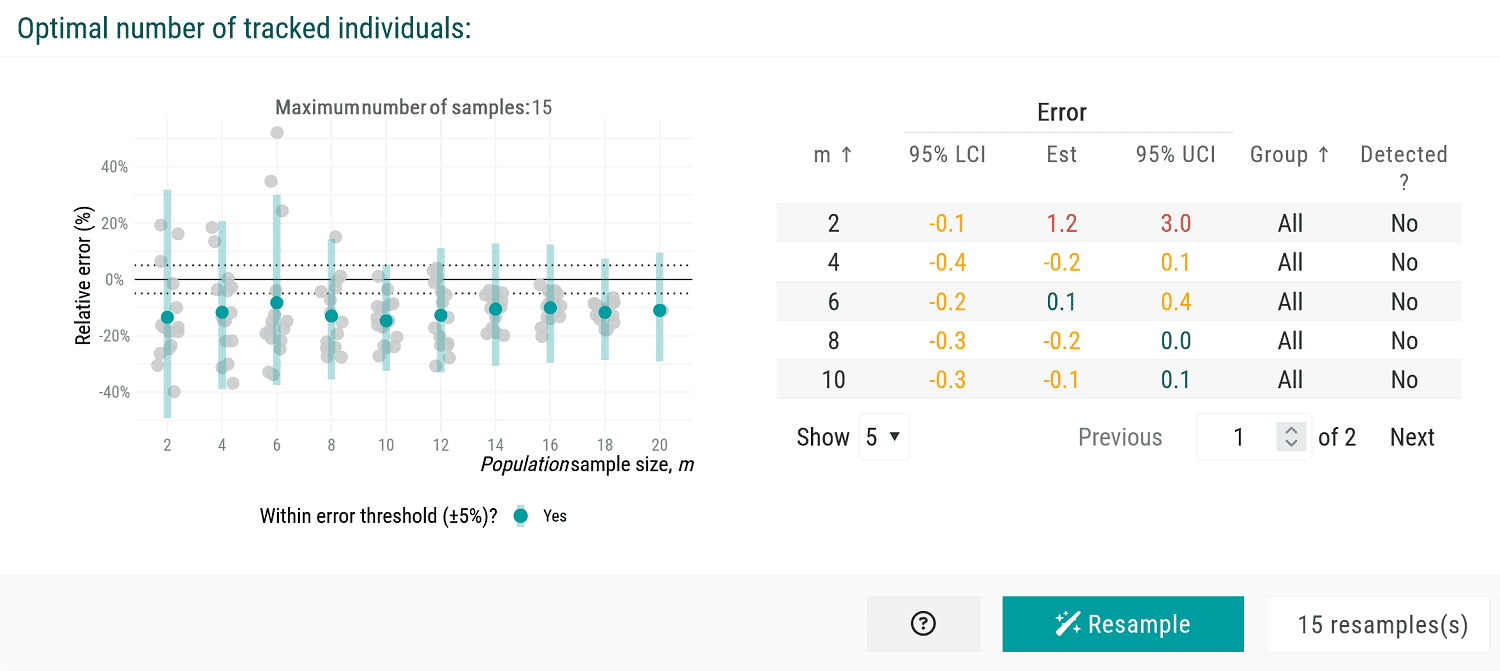 Optimal number of tracked individuals:
Maximum number of samples: 15
Relative error (%)
40%
20%
0%
-20%
-40%
2 4 6 8 10 12 14 16 18 20
Population sample size, m
Within error threshold (±5%)? Yes
Error
m ↑ 95% LCI Est 95% UCI Group ↑ Detected
?
2 -0.1 1.2 3.0 All No
4 -0.4 -0.2 0.1 All No
6 -0.2 0.1 0.4 All No
8 -0.3 -0.2 0.0 All No
10 -0.3 -0.1 0.1 All No
Show 5 ▼ Previous 1 of 2 Next
? Resample 15 resamples(s)